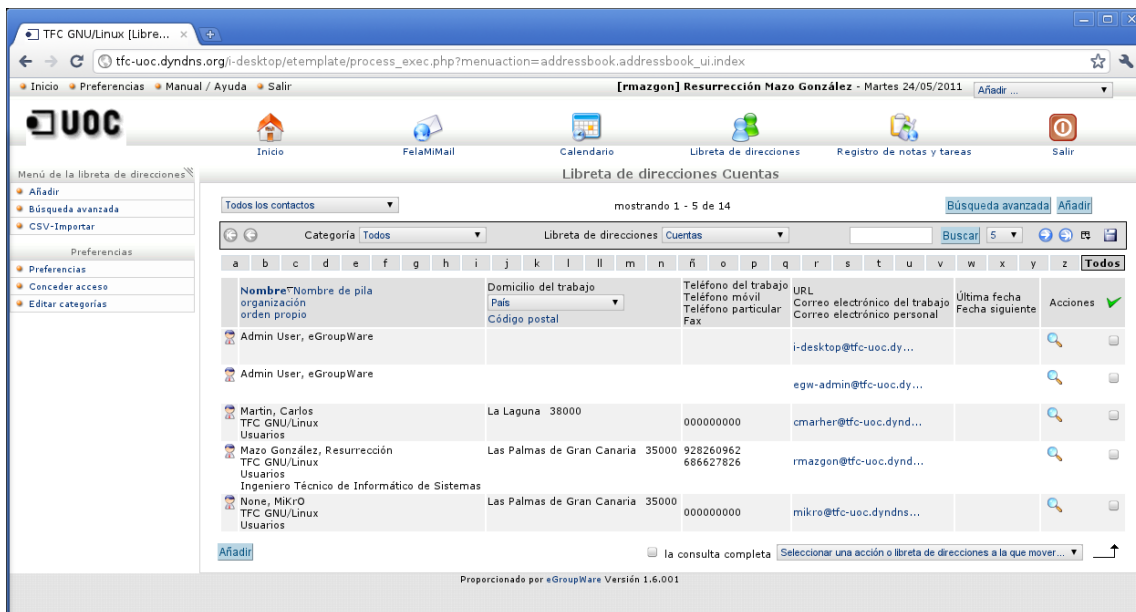 TFC GNU/Linux [Libre...
tfc-uoc.dyndns.org/i-desktop/etemplate/process_exec.php?menuaction=addressbook.addressbook_ui.index
Inicio Preferencias Manual / Ayuda Salir [rmazgon] Resurrección Mazo González - Martes 24/05/2011 Añadir ...
UOC
Inicio FelaMiMail Calendario Libreta de direcciones Registro de notas y tareas Salir
Menú de la libreta de direcciones
Añadir
Búsqueda avanzada
CSV-Importar
Preferencias
Preferencias
Conceder acceso
Editar categorías
Libreta de direcciones Cuentas
Todos los contactos mostrando 1 - 5 de 14 Búsqueda avanzada Añadir
Categoría Todos Libreta de direcciones Cuentas Buscar 5
a b c d e f g h i j k l ll m n ñ o p q r s t u v w x y z Todos
Nombre Nombre de pila
organización
orden propio
Domicilio del trabajo
País
Código postal
Teléfono del trabajo
Teléfono móvil
Teléfono particular
Fax
URL
Correo electrónico del trabajo
Correo electrónico personal
Última fecha
Fecha siguiente
Acciones
Admin User, eGroupWare
i-desktop@tfc-uoc.dy...
Admin User, eGroupWare
egw-admin@tfc-uoc.dy...
Martin, Carlos La Laguna 38000
TFC GNU/Linux 000000000 cmarher@tfc-uoc.dynd...
Usuarios
Mazo González, Resurrección Las Palmas de Gran Canaria 35000 928260962
TFC GNU/Linux 686627826 rmazgon@tfc-uoc.dynd...
Usuarios
Ingeniero Técnico de Informático de Sistemas
None, MiKrO Las Palmas de Gran Canaria 35000
TFC GNU/Linux 000000000 mikro@tfc-uoc.dyndns...
Usuarios
Añadir la consulta completa Seleccionar una acción o libreta de direcciones a la que mover...
Proporcionado por eGroupWare Versión 1.6.001